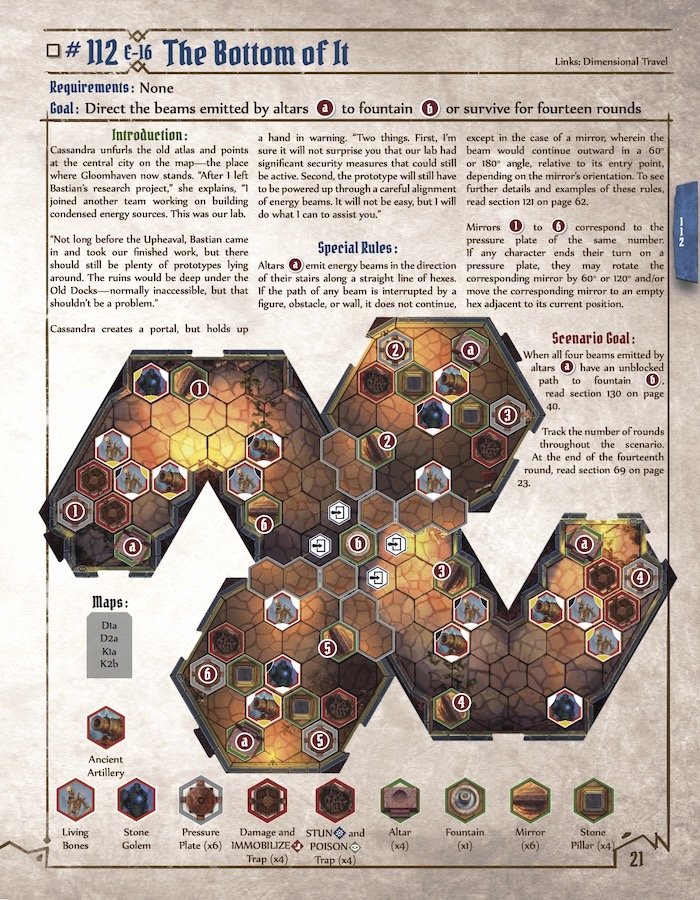 # 112 E-16 The Bottom of It
Links: Dimensional Travel
Requirements: None
Goal: Direct the beams emitted by altars a to fountain b or survive for fourteen rounds
Introduction:
Cassandra unfurls the old atlas and points
at the central city on the map—the place
where Gloomhaven now stands. “After I left
Bastian’s research project,” she explains, “I
joined another team working on building
condensed energy sources. This was our lab.
“Not long before the Upheaval, Bastian came
in and took our finished work, but there
should still be plenty of prototypes lying
around. The ruins would be deep under the
Old Docks—normally inaccessible, but that
shouldn’t be a problem.”
Cassandra creates a portal, but holds up
a hand in warning. “Two things. First, I’m
sure it will not surprise you that our lab had
significant security measures that could still
be active. Second, the prototype will still have
to be powered up through a careful alignment
of energy beams. It will not be easy, but I will
do what I can to assist you.”
Special Rules:
Altars a emit energy beams in the direction
of their stairs along a straight line of hexes.
If the path of any beam is interrupted by a
figure, obstacle, or wall, it does not continue,
except in the case of a mirror, wherein the
beam would continue outward in a 60°
or 180° angle, relative to its entry point,
depending on the mirror’s orientation. To see
further details and examples of these rules,
read section 121 on page 62.
Mirrors 1 to 6 correspond to the
pressure plate of the same number.
If any character ends their turn on a
pressure plate, they may rotate the
corresponding mirror by 60° or 120° and/or
move the corresponding mirror to an empty
hex adjacent to its current position.
112
Scenario Goal:
When all four beams emitted by
altars a have an unblocked
path to fountain b,
read section 130 on page
40.
Track the number of rounds
throughout the scenario.
At the end of the fourteenth
round, read section 69 on page
23.
2
a
1
3
2
1
6
a
b
a
3
4
5
6
4
a
5
Maps:
D1a
D2a
K1a
K2b
Ancient
Artillery
Living
Bones
Stone
Golem
Pressure
Plate (x6)
Damage and
IMMOBILIZE
Trap (x4)
STUN and
POISON
Trap (x4)
Altar
(x4)
Fountain
(x1)
Mirror
(x6)
Stone
Pillar (x4)
21